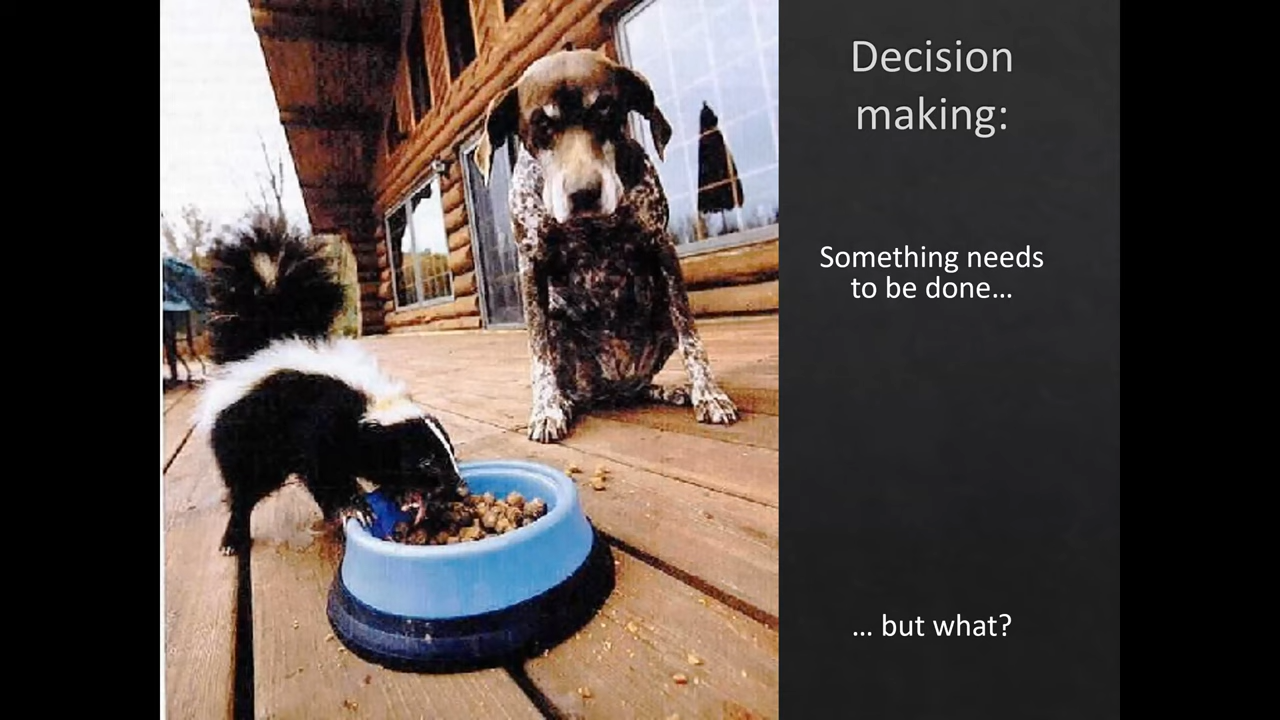 Decision
making:
Something needs
to be done…
… but what?